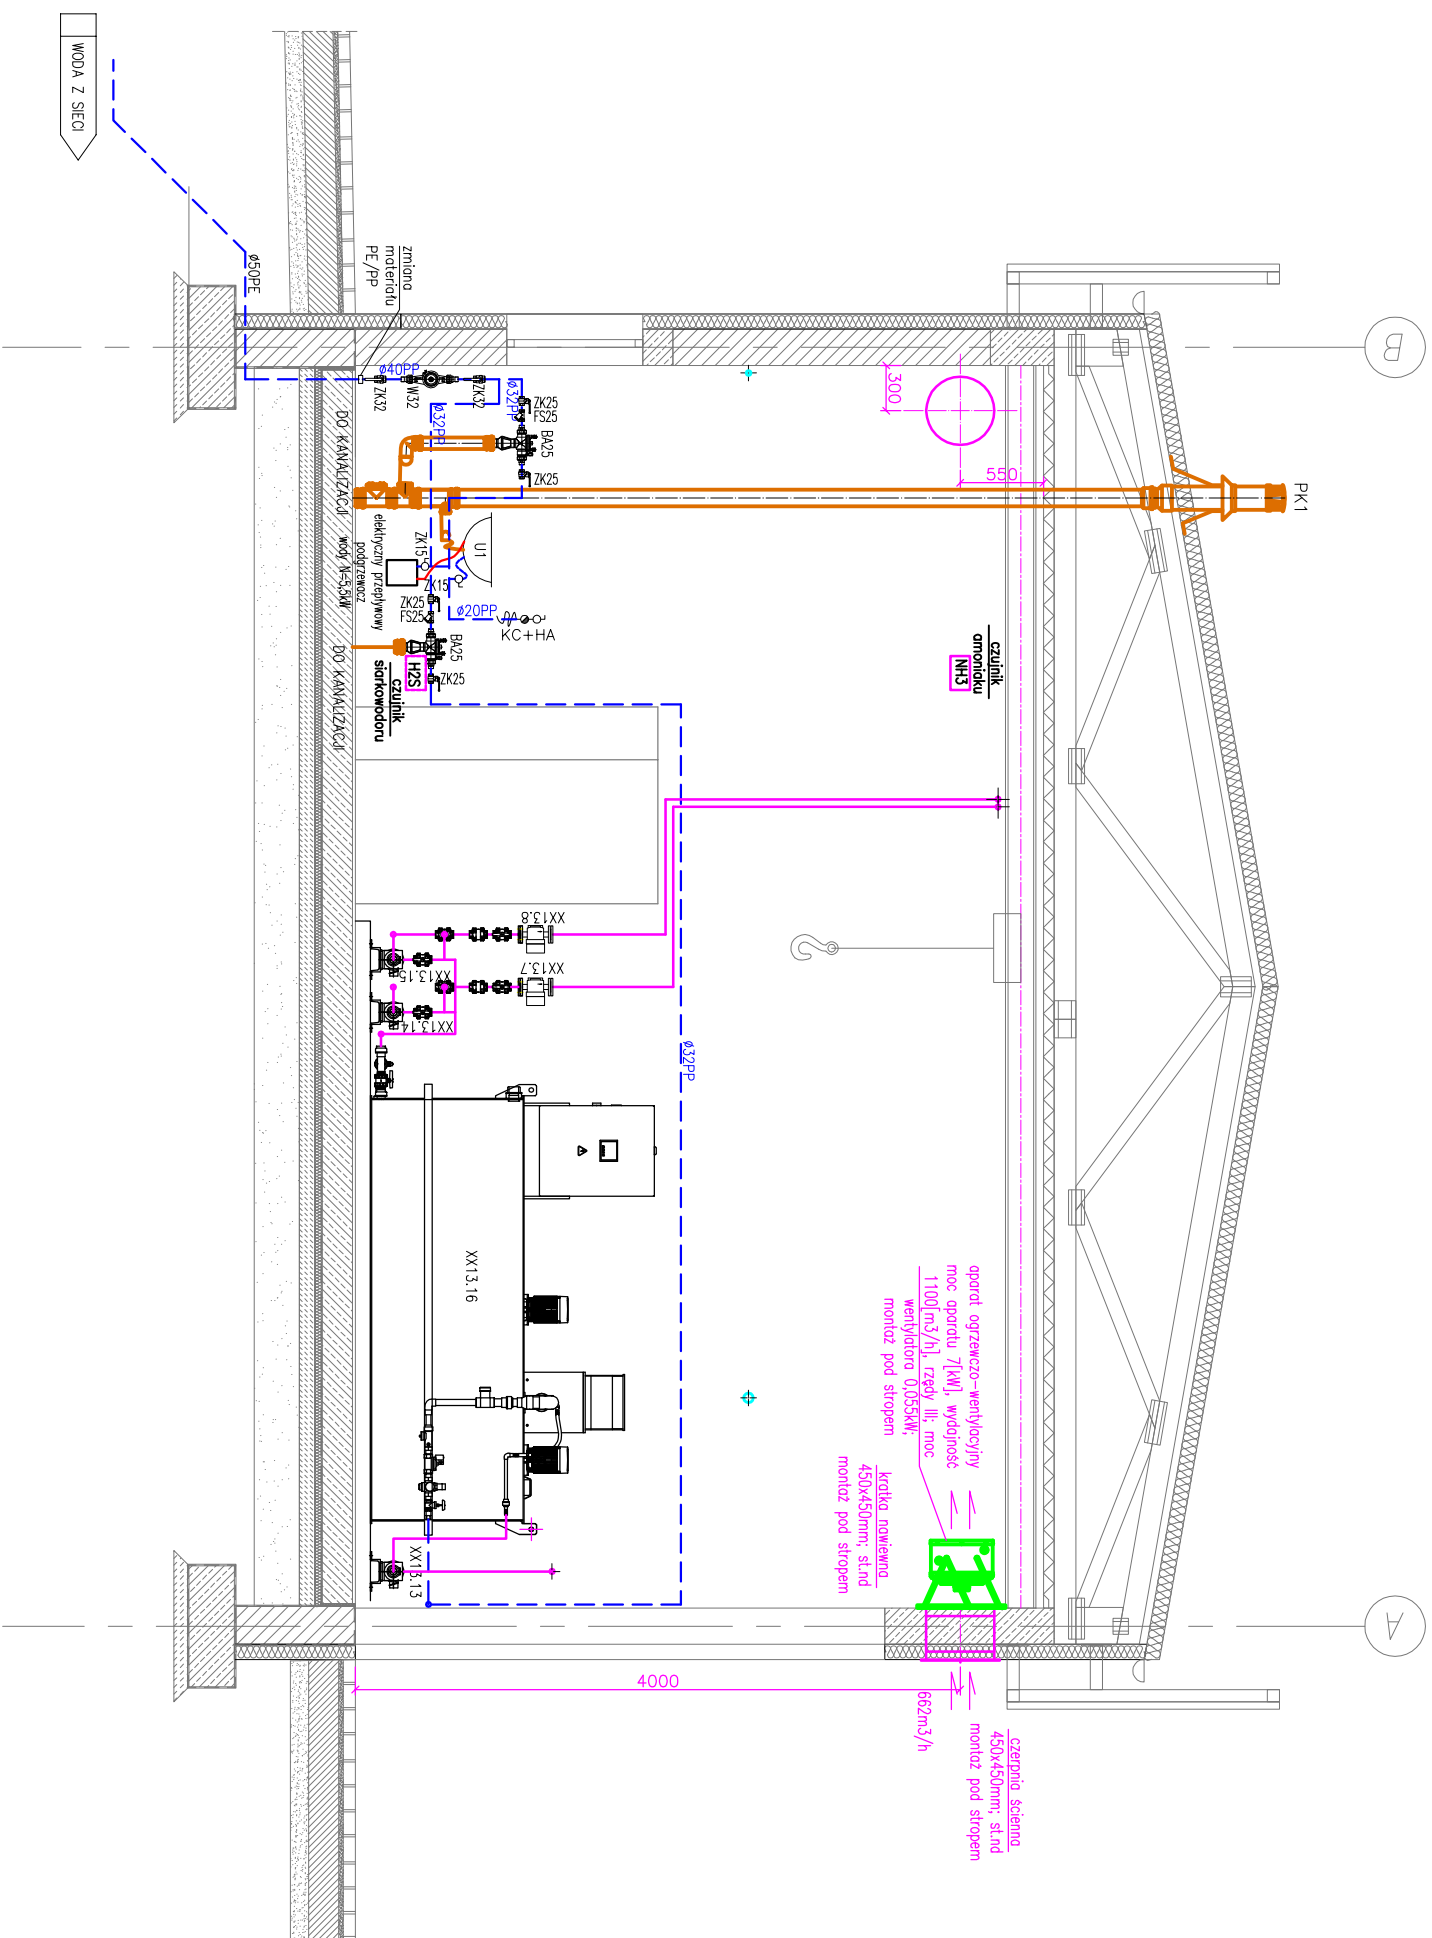 WODA Z SIECI
ø50PE
zmiana
materiału
PE/PP
B
ø40PP
ZK32
W32
ZK32
ø32PP
ø32PP
ZK25
FS25
BA25
ZK25
DO KANALIZACJI
elektryczny przepływowy
podgrzewacz
wody N=5,5kW
ZK15
ZK15
U1
ø20PP
KC+HA
ZK25
FS25
BA25
ZK25
DO KANALIZACJI
H2S
czujnik
siarkowodoru
300
550
PK1
czujnik
amoniaku
NH3
XX13.8
XX13.7
XX13.15
XX13.14
ø32PP
XX13.16
XX13.13
aparat ogrzewczo-wentylacyjny
moc aparatu 7[kW], wydajność
1100[m3/h], rzędy III; moc
wentylatora 0,055kW;
montaż pod stropem
kratka nawiewna
450x450mm; st.nd
montaż pod stropem
A
4000
662m3/h
czerpnia ścienna
450x450mm; st.nd
montaż pod stropem